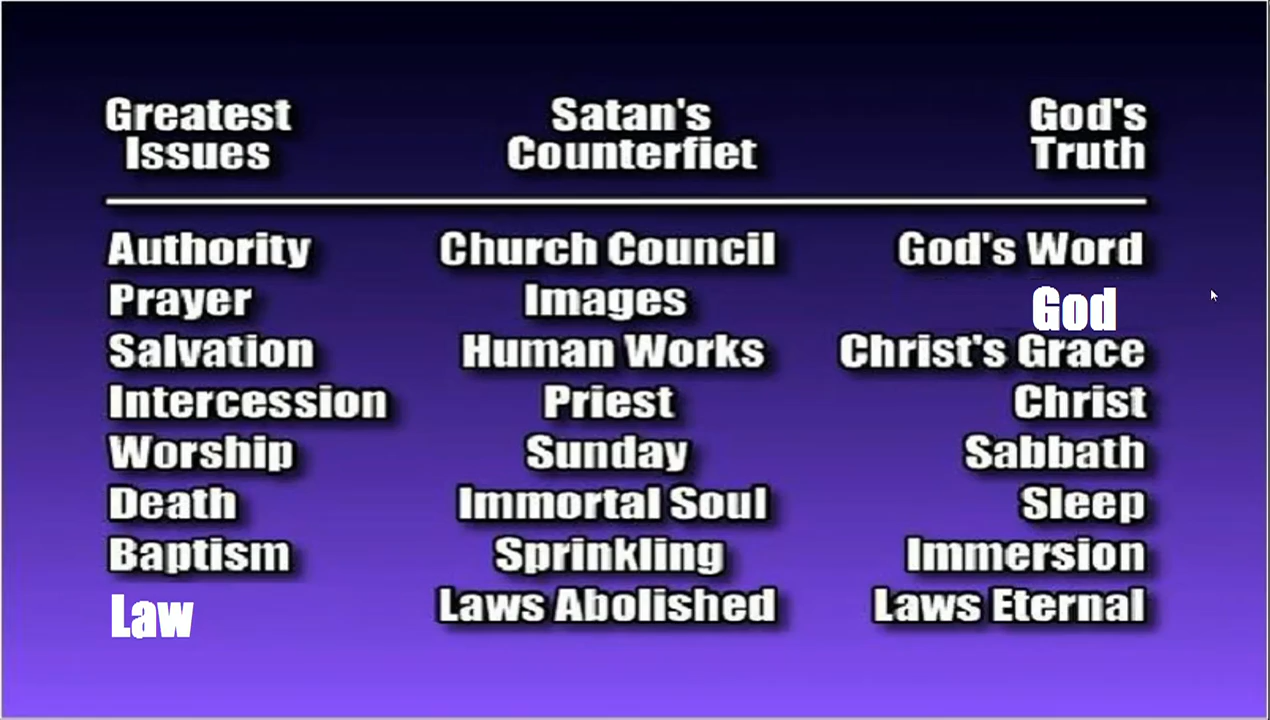 Greatest Issues
Satan's Counterfiet
God's Truth
Authority Church Council God's Word
Prayer Images God
Salvation Human Works Christ's Grace
Intercession Priest Christ
Worship Sunday Sabbath
Death Immortal Soul Sleep
Baptism Sprinkling Immersion
Law Laws Abolished Laws Eternal